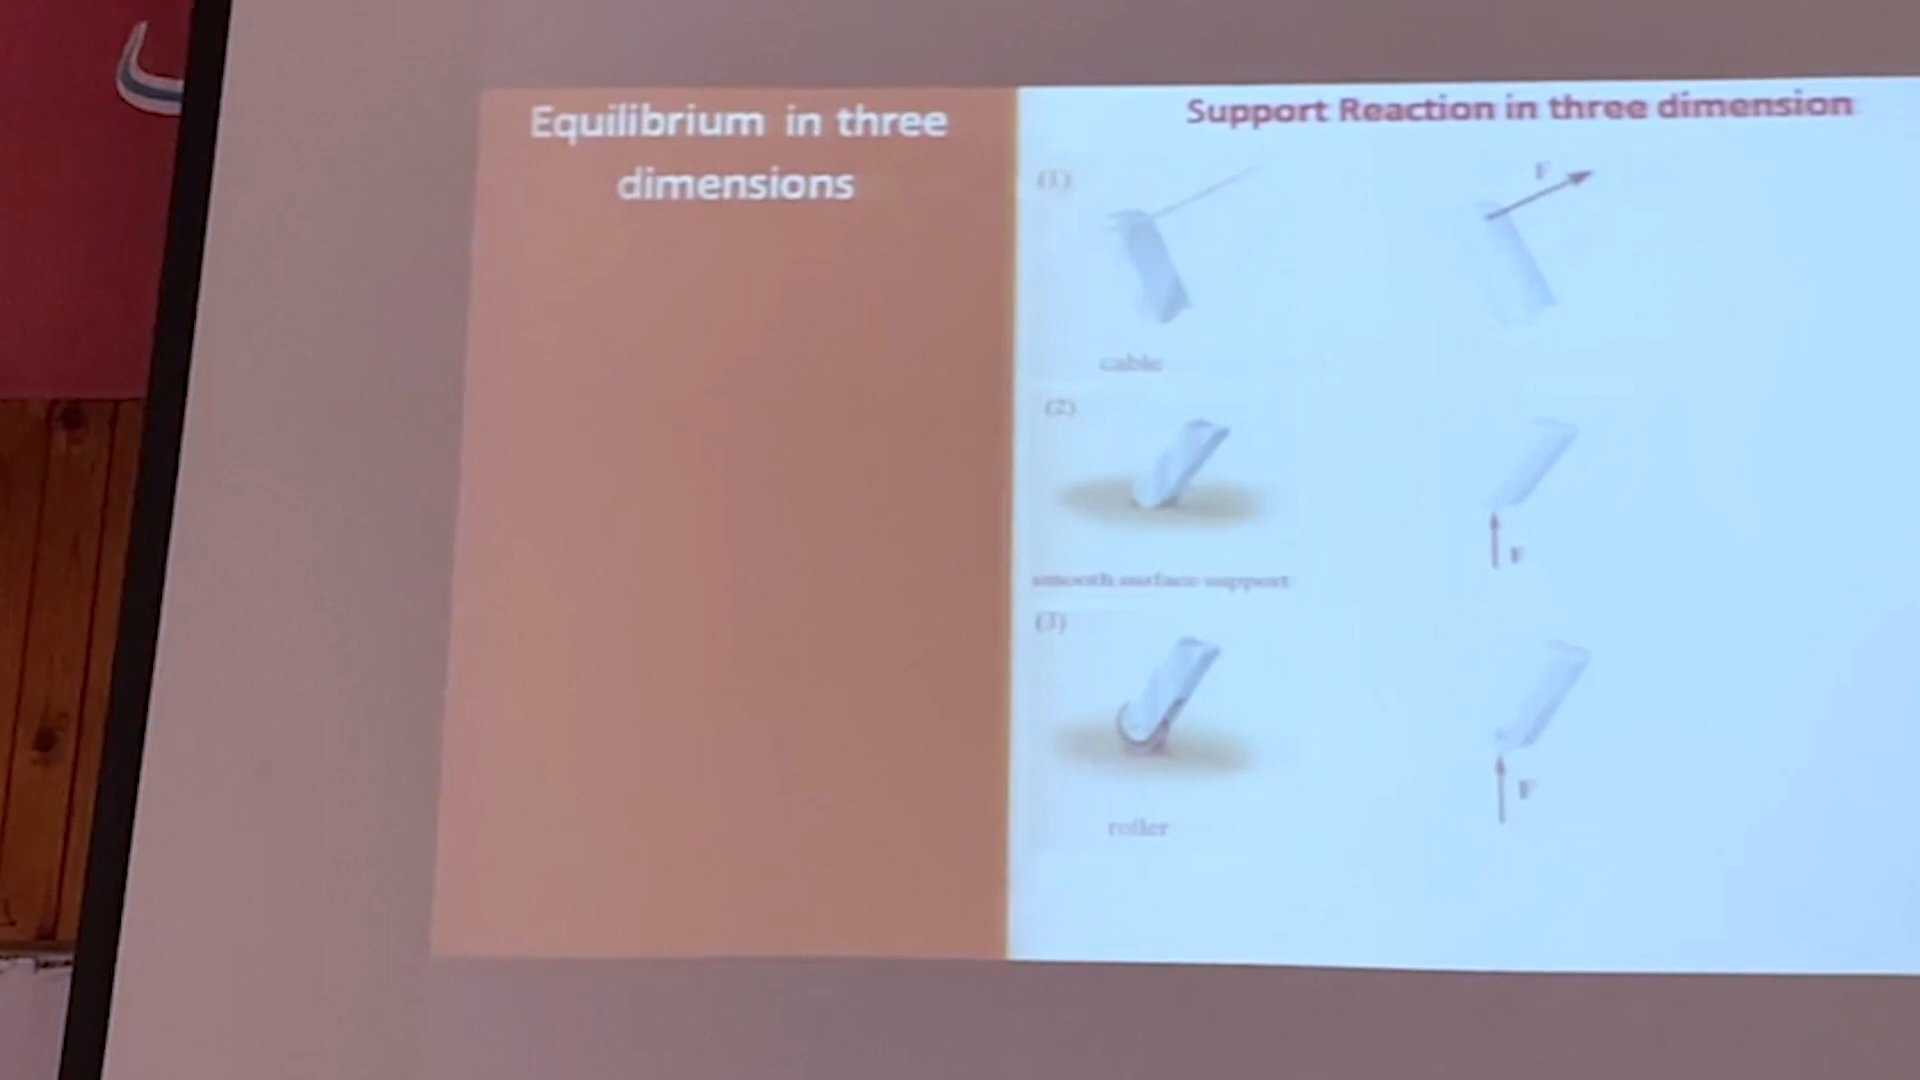 Equilibrium in three
dimensions
Support Reaction in three dimension
(1)
F
cable
(2)
F
smooth surface support
(3)
F
roller